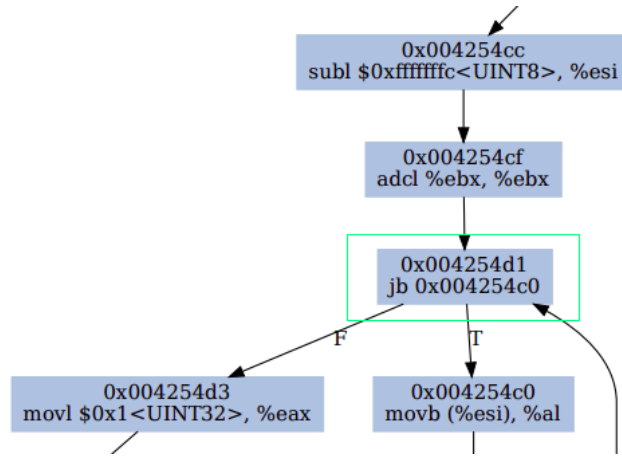 0x004254cc
subl $0xfffffffc<UINT8>, %esi
0x004254cf
adcl %ebx, %ebx
0x004254d1
jb 0x004254c0
F
T
0x004254d3
movl $0x1<UINT32>, %eax
0x004254c0
movb (%esi), %al